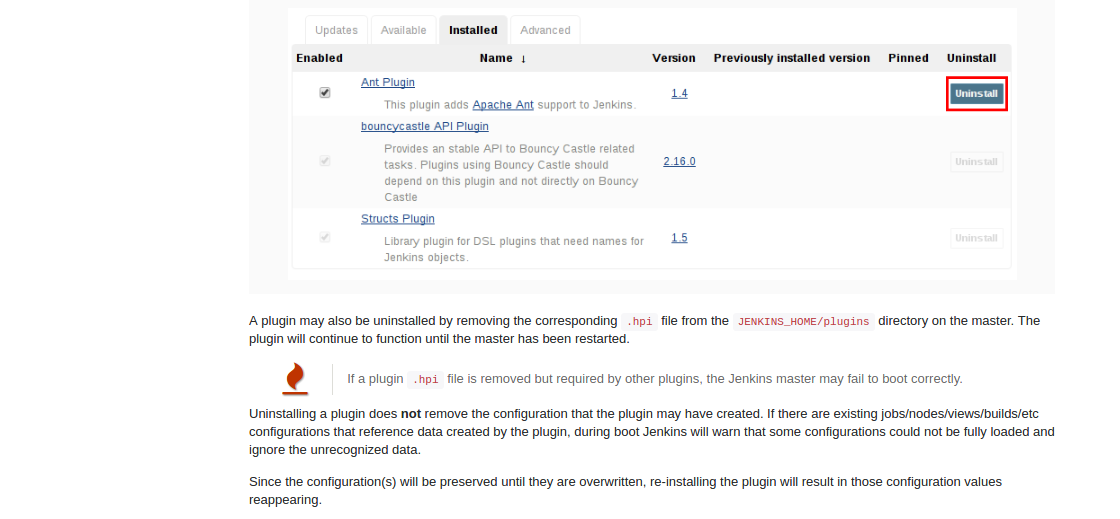 Updates Available Installed Advanced
Enabled Name ↓ Version Previously installed version Pinned Uninstall
Ant Plugin
This plugin adds Apache Ant support to Jenkins.
1.4
Uninstall
bouncycastle API Plugin
Provides an stable API to Bouncy Castle related
tasks. Plugins using Bouncy Castle should
depend on this plugin and not directly on Bouncy
Castle
2.16.0
Uninstall
Structs Plugin
Library plugin for DSL plugins that need names for
Jenkins objects.
1.5
Uninstall
A plugin may also be uninstalled by removing the corresponding .hpi file from the JENKINS_HOME/plugins directory on the master. The
plugin will continue to function until the master has been restarted.
If a plugin .hpi file is removed but required by other plugins, the Jenkins master may fail to boot correctly.
Uninstalling a plugin does not remove the configuration that the plugin may have created. If there are existing jobs/nodes/views/builds/etc
configurations that reference data created by the plugin, during boot Jenkins will warn that some configurations could not be fully loaded and
ignore the unrecognized data.
Since the configuration(s) will be preserved until they are overwritten, re-installing the plugin will result in those configuration values
reappearing.